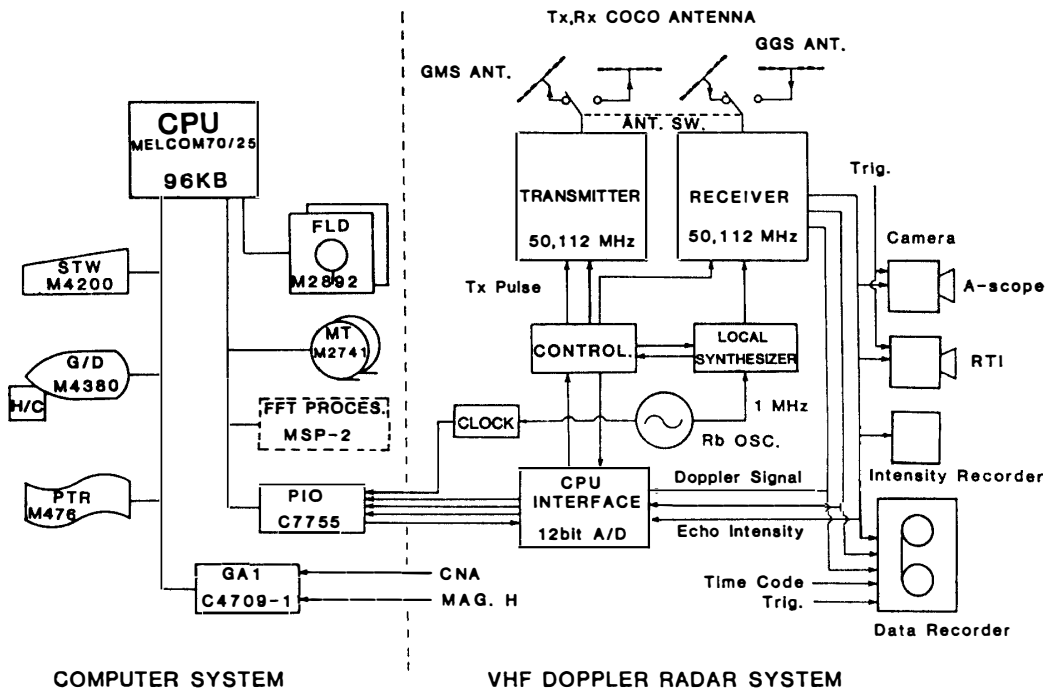 Tx,Rx COCO ANTENNA
GMS ANT.
GGS ANT.
ANT. SW.
CPU
MELCOM70/25
96KB
TRANSMITTER
50,112 MHz
RECEIVER
50,112 MHz
Trig.
FLD
M2892
STW
M4200
Camera
A-scope
Tx Pulse
MT
M2741
CONTROL.
LOCAL
SYNTHESIZER
G/D
M4380
H/C
RTI
FFT PROCES.
MSP-2
CLOCK
1 MHz
Rb OSC.
Intensity Recorder
PTR
M476
PIO
C7755
CPU
INTERFACE
12bit A/D
Doppler Signal
Echo Intensity
GA1
C4709-1
CNA
MAG. H
Time Code
Trig.
Data Recorder
COMPUTER SYSTEM
VHF DOPPLER RADAR SYSTEM